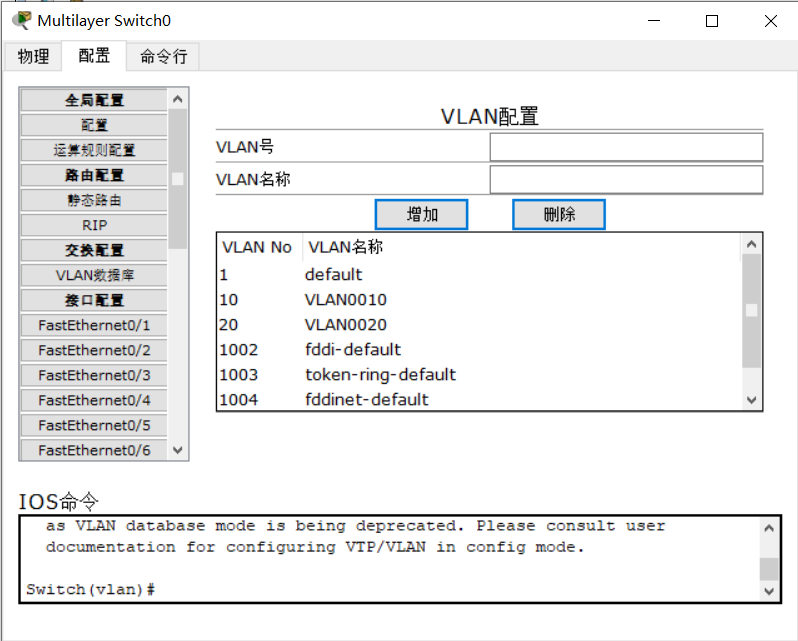 Multilayer Switch0
物理 配置 命令行
全局配置
配置
运算规则配置
路由配置
静态路由
RIP
交换配置
VLAN数据库
接口配置
FastEthernet0/1
FastEthernet0/2
FastEthernet0/3
FastEthernet0/4
FastEthernet0/5
FastEthernet0/6
VLAN配置
VLAN号
VLAN名称
增加 删除
VLAN No VLAN名称
1 default
10 VLAN0010
20 VLAN0020
1002 fddi-default
1003 token-ring-default
1004 fddinet-default
IOS命令
as VLAN database mode is being deprecated. Please consult user
documentation for configuring VTP/VLAN in config mode.
Switch(vlan)#